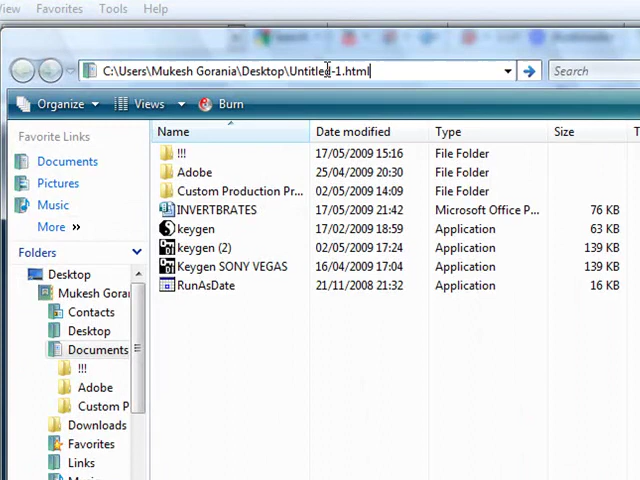 View Favorites Tools Help
C:\Users\Mukesh Gorania\Desktop\Untitled-1.html
Search
Organize Views Burn
Favorite Links
Documents
Pictures
Music
More »
Folders
Desktop
Mukesh Goran
Contacts
Desktop
Documents
!!!
Adobe
Custom P
Downloads
Favorites
Links
Music
Name Date modified Type Size
!!! 17/05/2009 15:16 File Folder
Adobe 25/04/2009 20:30 File Folder
Custom Production Pr... 02/05/2009 14:09 File Folder
INVERTBRATES 17/05/2009 21:42 Microsoft Office P... 76 KB
keygen 17/02/2009 18:59 Application 63 KB
keygen (2) 02/05/2009 17:24 Application 139 KB
Keygen SONY VEGAS 16/04/2009 17:04 Application 139 KB
RunAsDate 21/11/2008 21:32 Application 16 KB